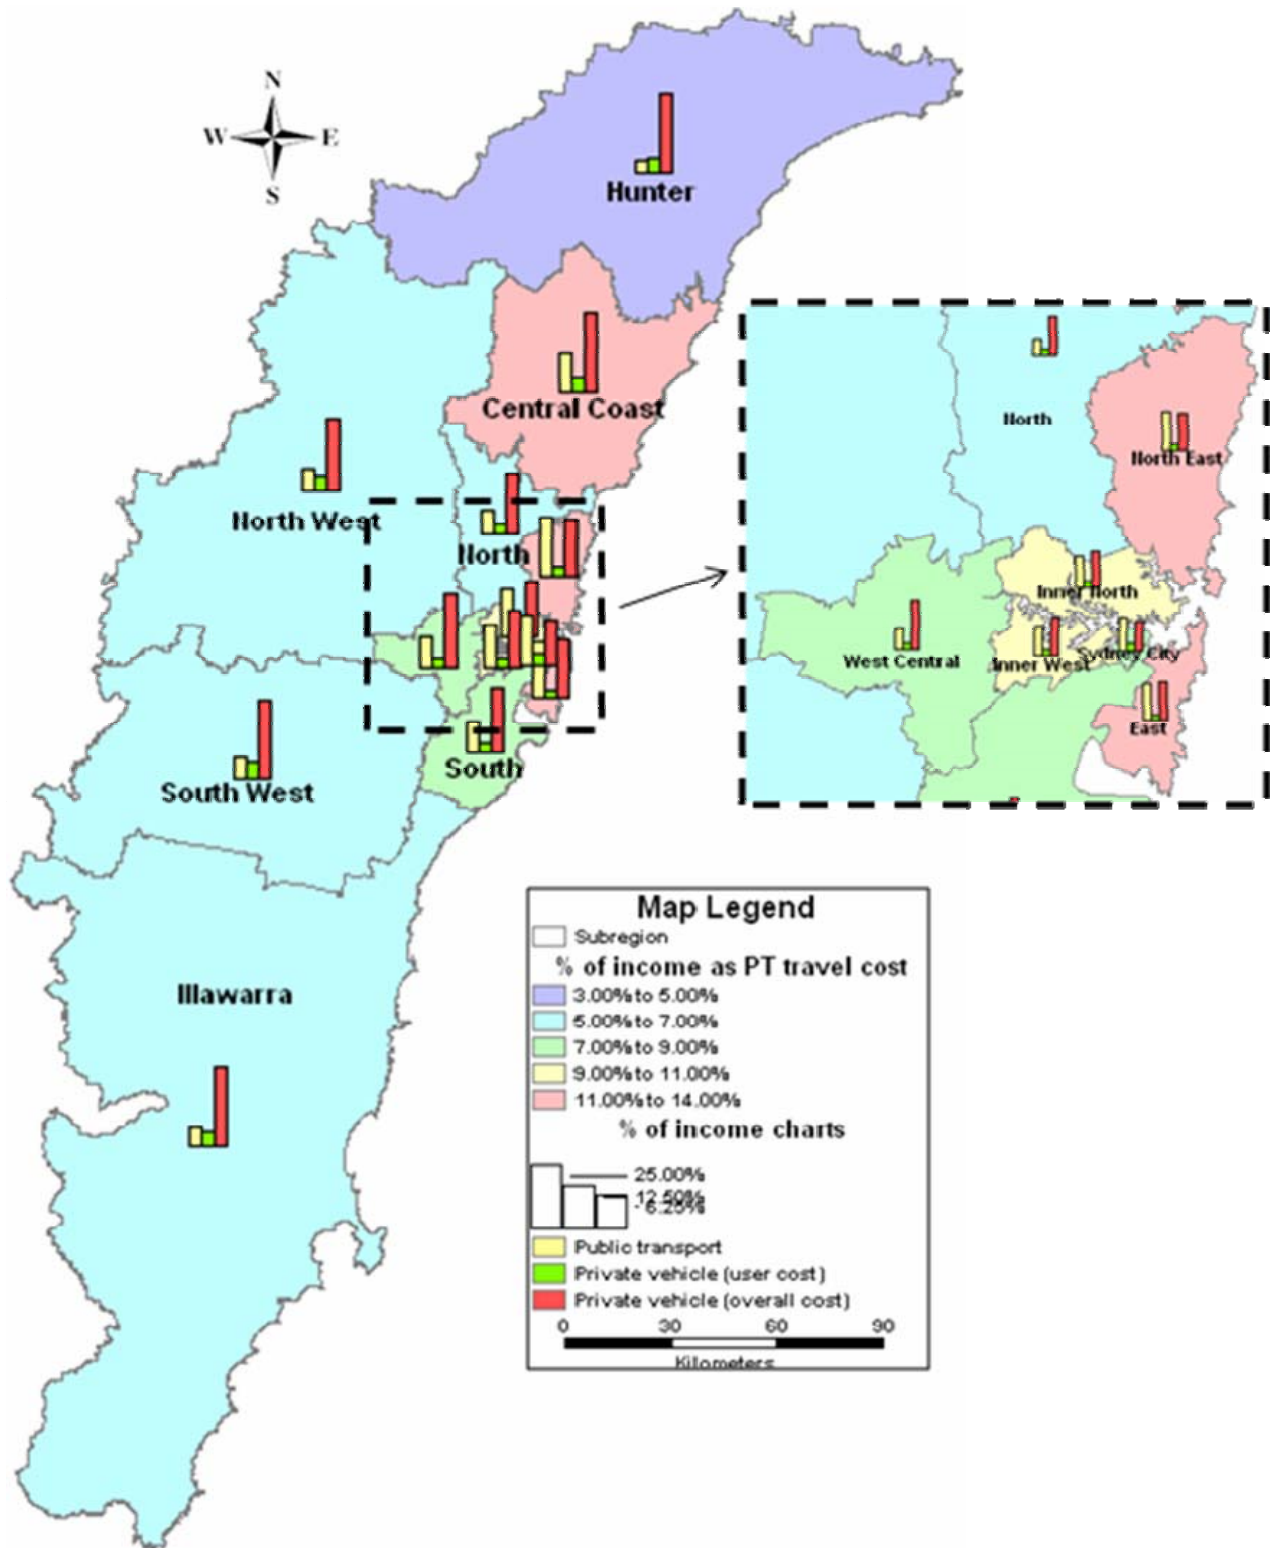 N
W E
S
Hunter
Central Coast
North West
North
South
South West
Illawarra
North
North East
Inner North
West Central
Inner West
Sydney City
East
Map Legend
Subregion
% of income as PT travel cost
3.00% to 5.00%
5.00% to 7.00%
7.00% to 9.00%
9.00% to 11.00%
11.00% to 14.00%
% of income charts
25.00%
12.50%
6.25%
Public transport
Private vehicle (user cost)
Private vehicle (overall cost)
0 30 60 90
Kilometers